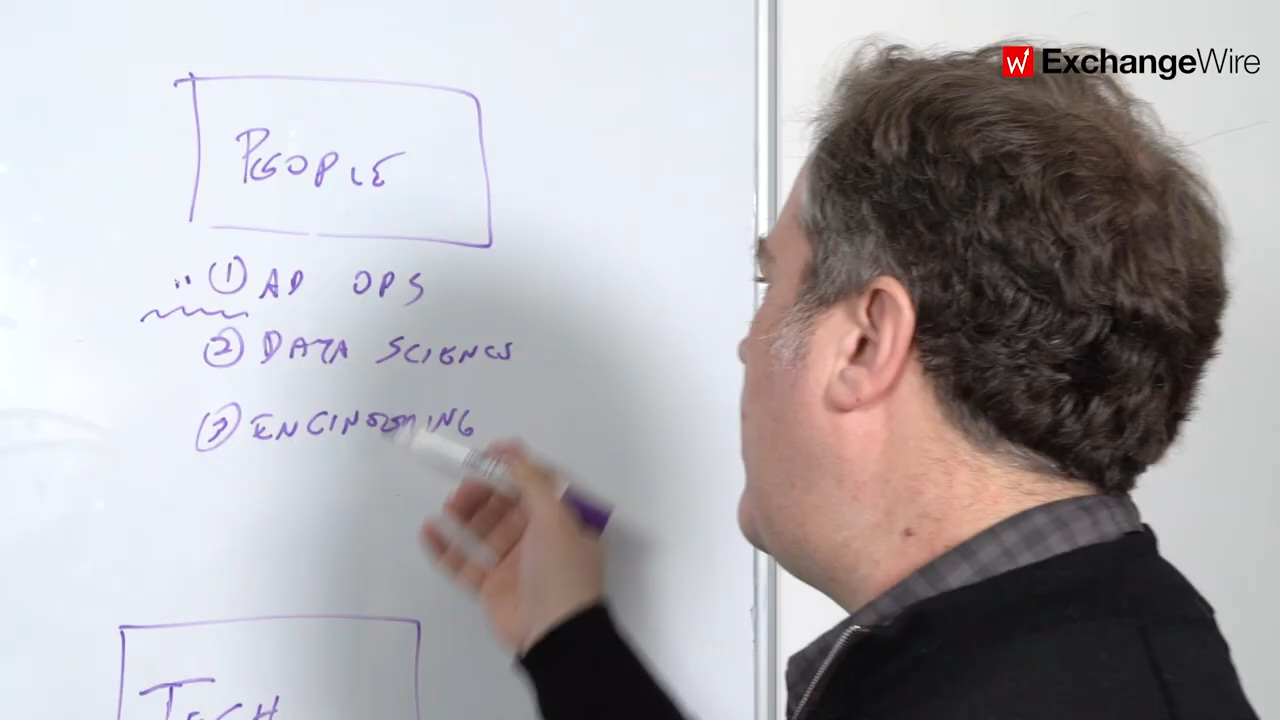 ExchangeWire
PEOPLE
(1) AD OPS
(2) DATA SCIENCE
(3) ENGINEERING
TECH